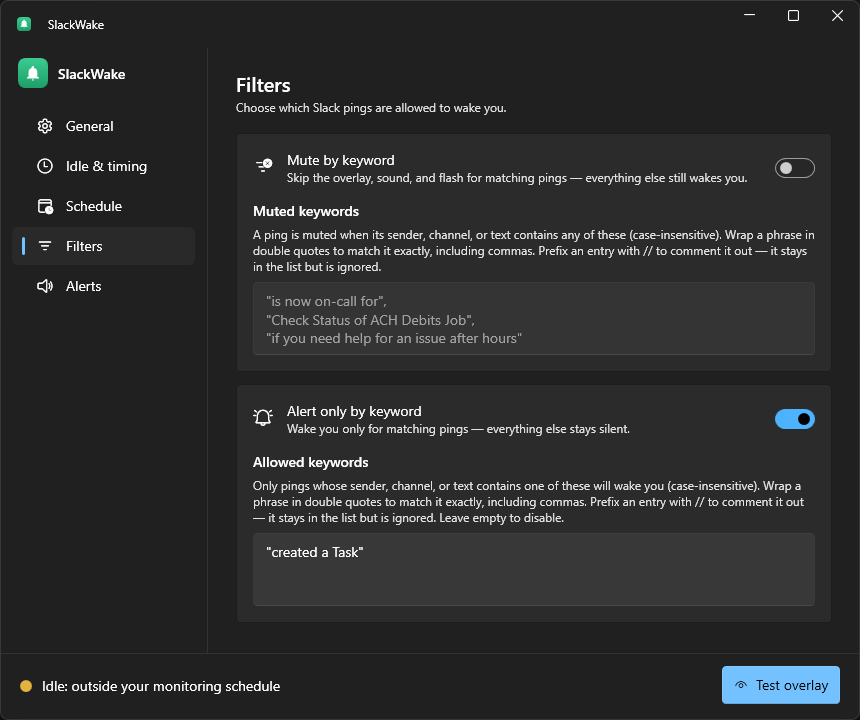 SlackWake
SlackWake
General
Idle & timing
Schedule
Filters
Alerts
Filters
Choose which Slack pings are allowed to wake you.
Mute by keyword
Skip the overlay, sound, and flash for matching pings — everything else still wakes you.
Muted keywords
A ping is muted when its sender, channel, or text contains any of these (case-insensitive). Wrap a phrase in
double quotes to match it exactly, including commas. Prefix an entry with // to comment it out — it stays
in the list but is ignored.
"is now on-call for",
"Check Status of ACH Debits Job",
"if you need help for an issue after hours"
Alert only by keyword
Wake you only for matching pings — everything else stays silent.
Allowed keywords
Only pings whose sender, channel, or text contains one of these will wake you (case-insensitive). Wrap a
phrase in double quotes to match it exactly, including commas. Prefix an entry with // to comment it out
— it stays in the list but is ignored. Leave empty to disable.
"created a Task"
Idle: outside your monitoring schedule
Test overlay